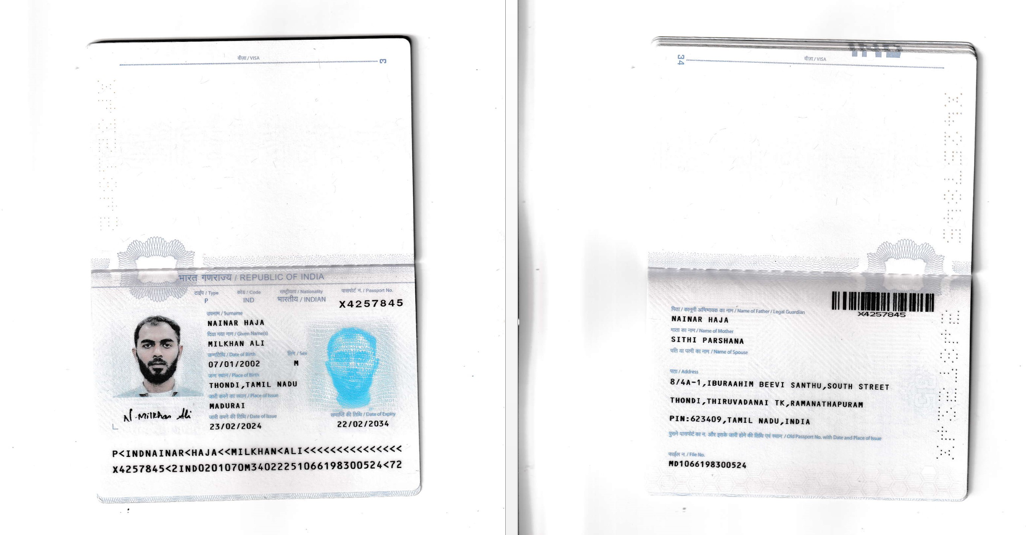 वीज़ा / VISA
3
भारत गणराज्य / REPUBLIC OF INDIA
टाईप / Type
कोड / Code
राष्ट्रीयता / Nationality
पासपोर्ट न. / Passport No.
P
IND
भारतीय / INDIAN
X4257845
उपनाम / Surname
NAINAR HAJA
दिया गया नाम / Given Name(s)
MILKHAN ALI
जन्मतिथि / Date of Birth
लिंग / Sex
07/01/2002
M
जन्म स्थान / Place of Birth
THONDI,TAMIL NADU
जारी करने का स्थान / Place of Issue
MADURAI
जारी करने की तिथि / Date of Issue
23/02/2024
समाप्ति की तिथि / Date of Expiry
22/02/2034
N.Milkhan Ali
P<INDNAINAR<HAJA<<MILKHAN<ALI<<<<<<<<<<<<<<<
X4257845<2IND0201070M34022251066198300524<72
34
वीज़ा / VISA
X4257845
X4257845
पिता / कानूनी अभिभावक का नाम / Name of Father / Legal Guardian
NAINAR HAJA
माता का नाम / Name of Mother
SITHI PARSHANA
पति या पत्नी का नाम / Name of Spouse
पता / Address
8/4A-1,IBURAAHIM BEEVI SANTHU,SOUTH STREET
THONDI,THIRUVADANAI TK,RAMANATHAPURAM
PIN:623409,TAMIL NADU,INDIA
पुराने पासपोर्ट का न. और इसके जारी होने की तिथि एवं स्थान / Old Passport No. with Date and Place of Issue
फाईल न. / File No.
MD1066198300524
X4257845